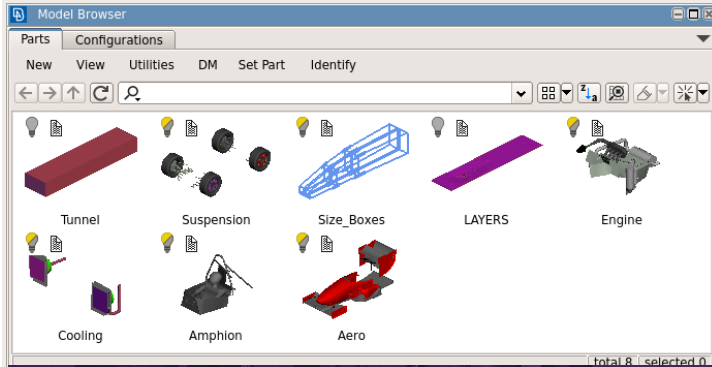 Model Browser
Parts Configurations
New View Utilities DM Set Part Identify
Tunnel Suspension Size_Boxes LAYERS Engine
Cooling Amphion Aero
total 8 selected 0